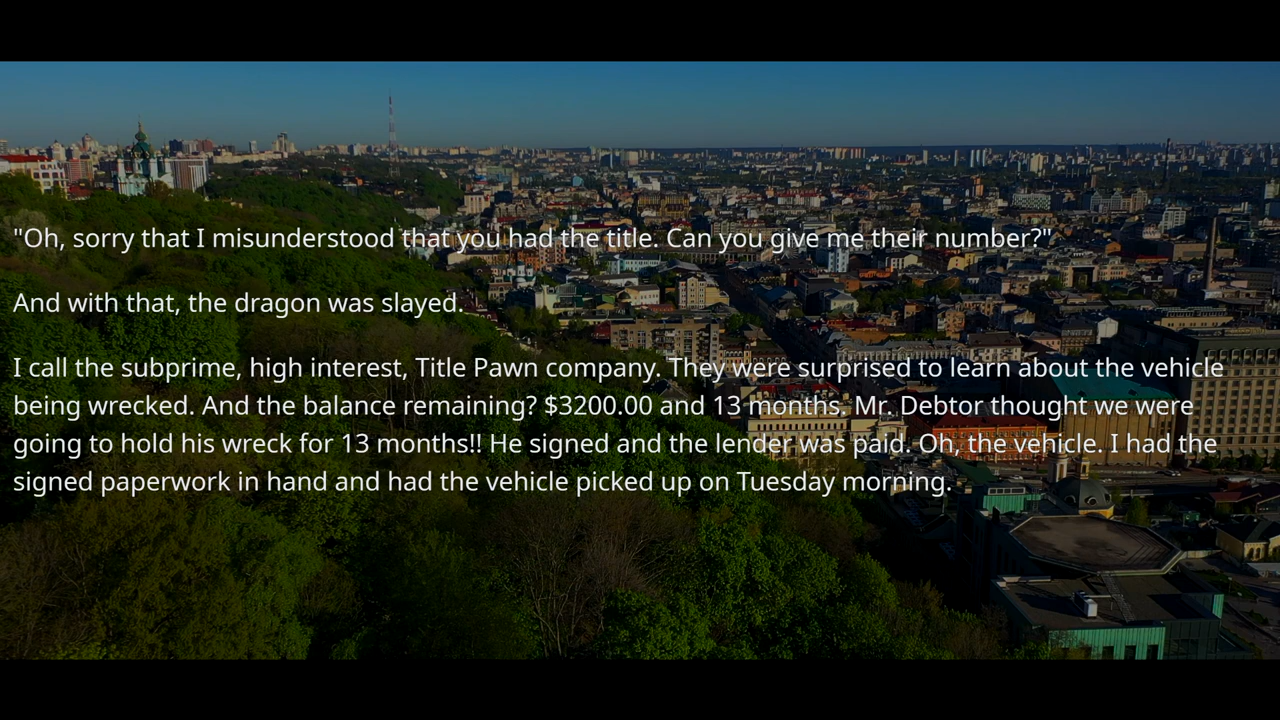 "Oh, sorry that I misunderstood that you had the title. Can you give me their number?"
And with that, the dragon was slayed.
I call the subprime, high interest, Title Pawn company. They were surprised to learn about the vehicle
being wrecked. And the balance remaining? $3200.00 and 13 months. Mr. Debtor thought we were
going to hold his wreck for 13 months!! He signed and the lender was paid. Oh, the vehicle. I had the
signed paperwork in hand and had the vehicle picked up on Tuesday morning.